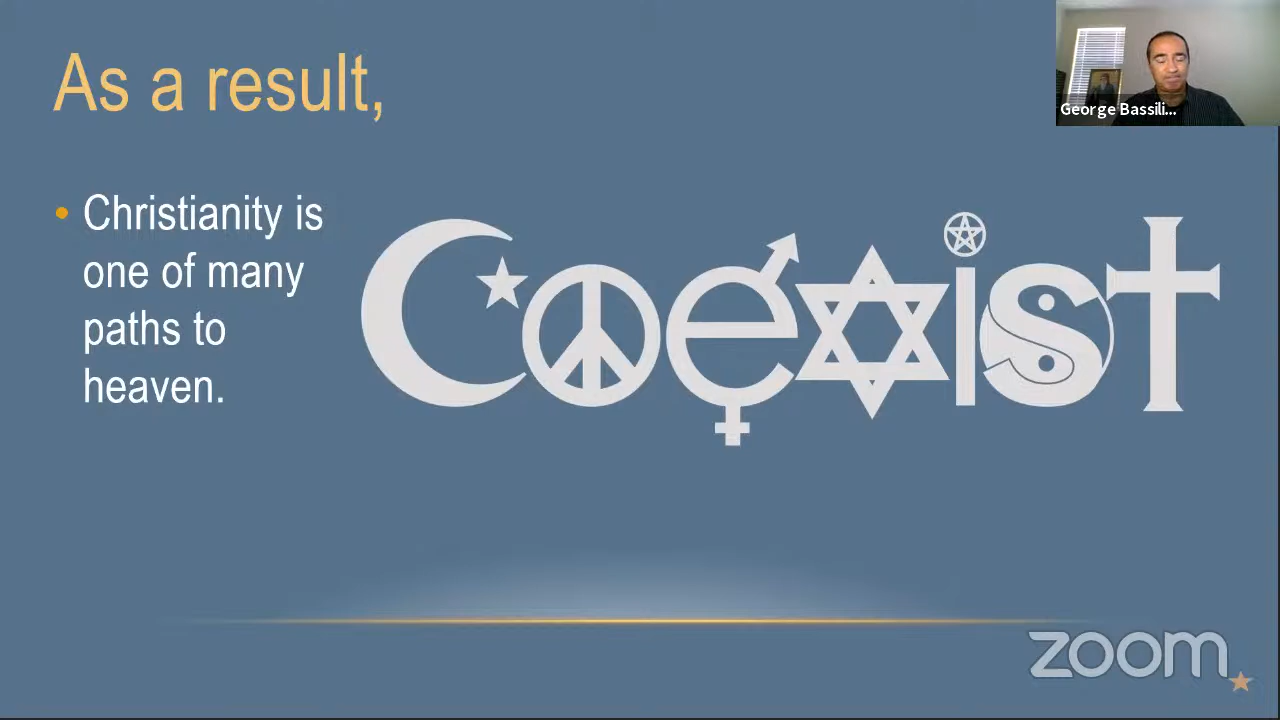 As a result,
George Bassili...
• Christianity is
one of many
paths to
heaven.
Coexist
zoom